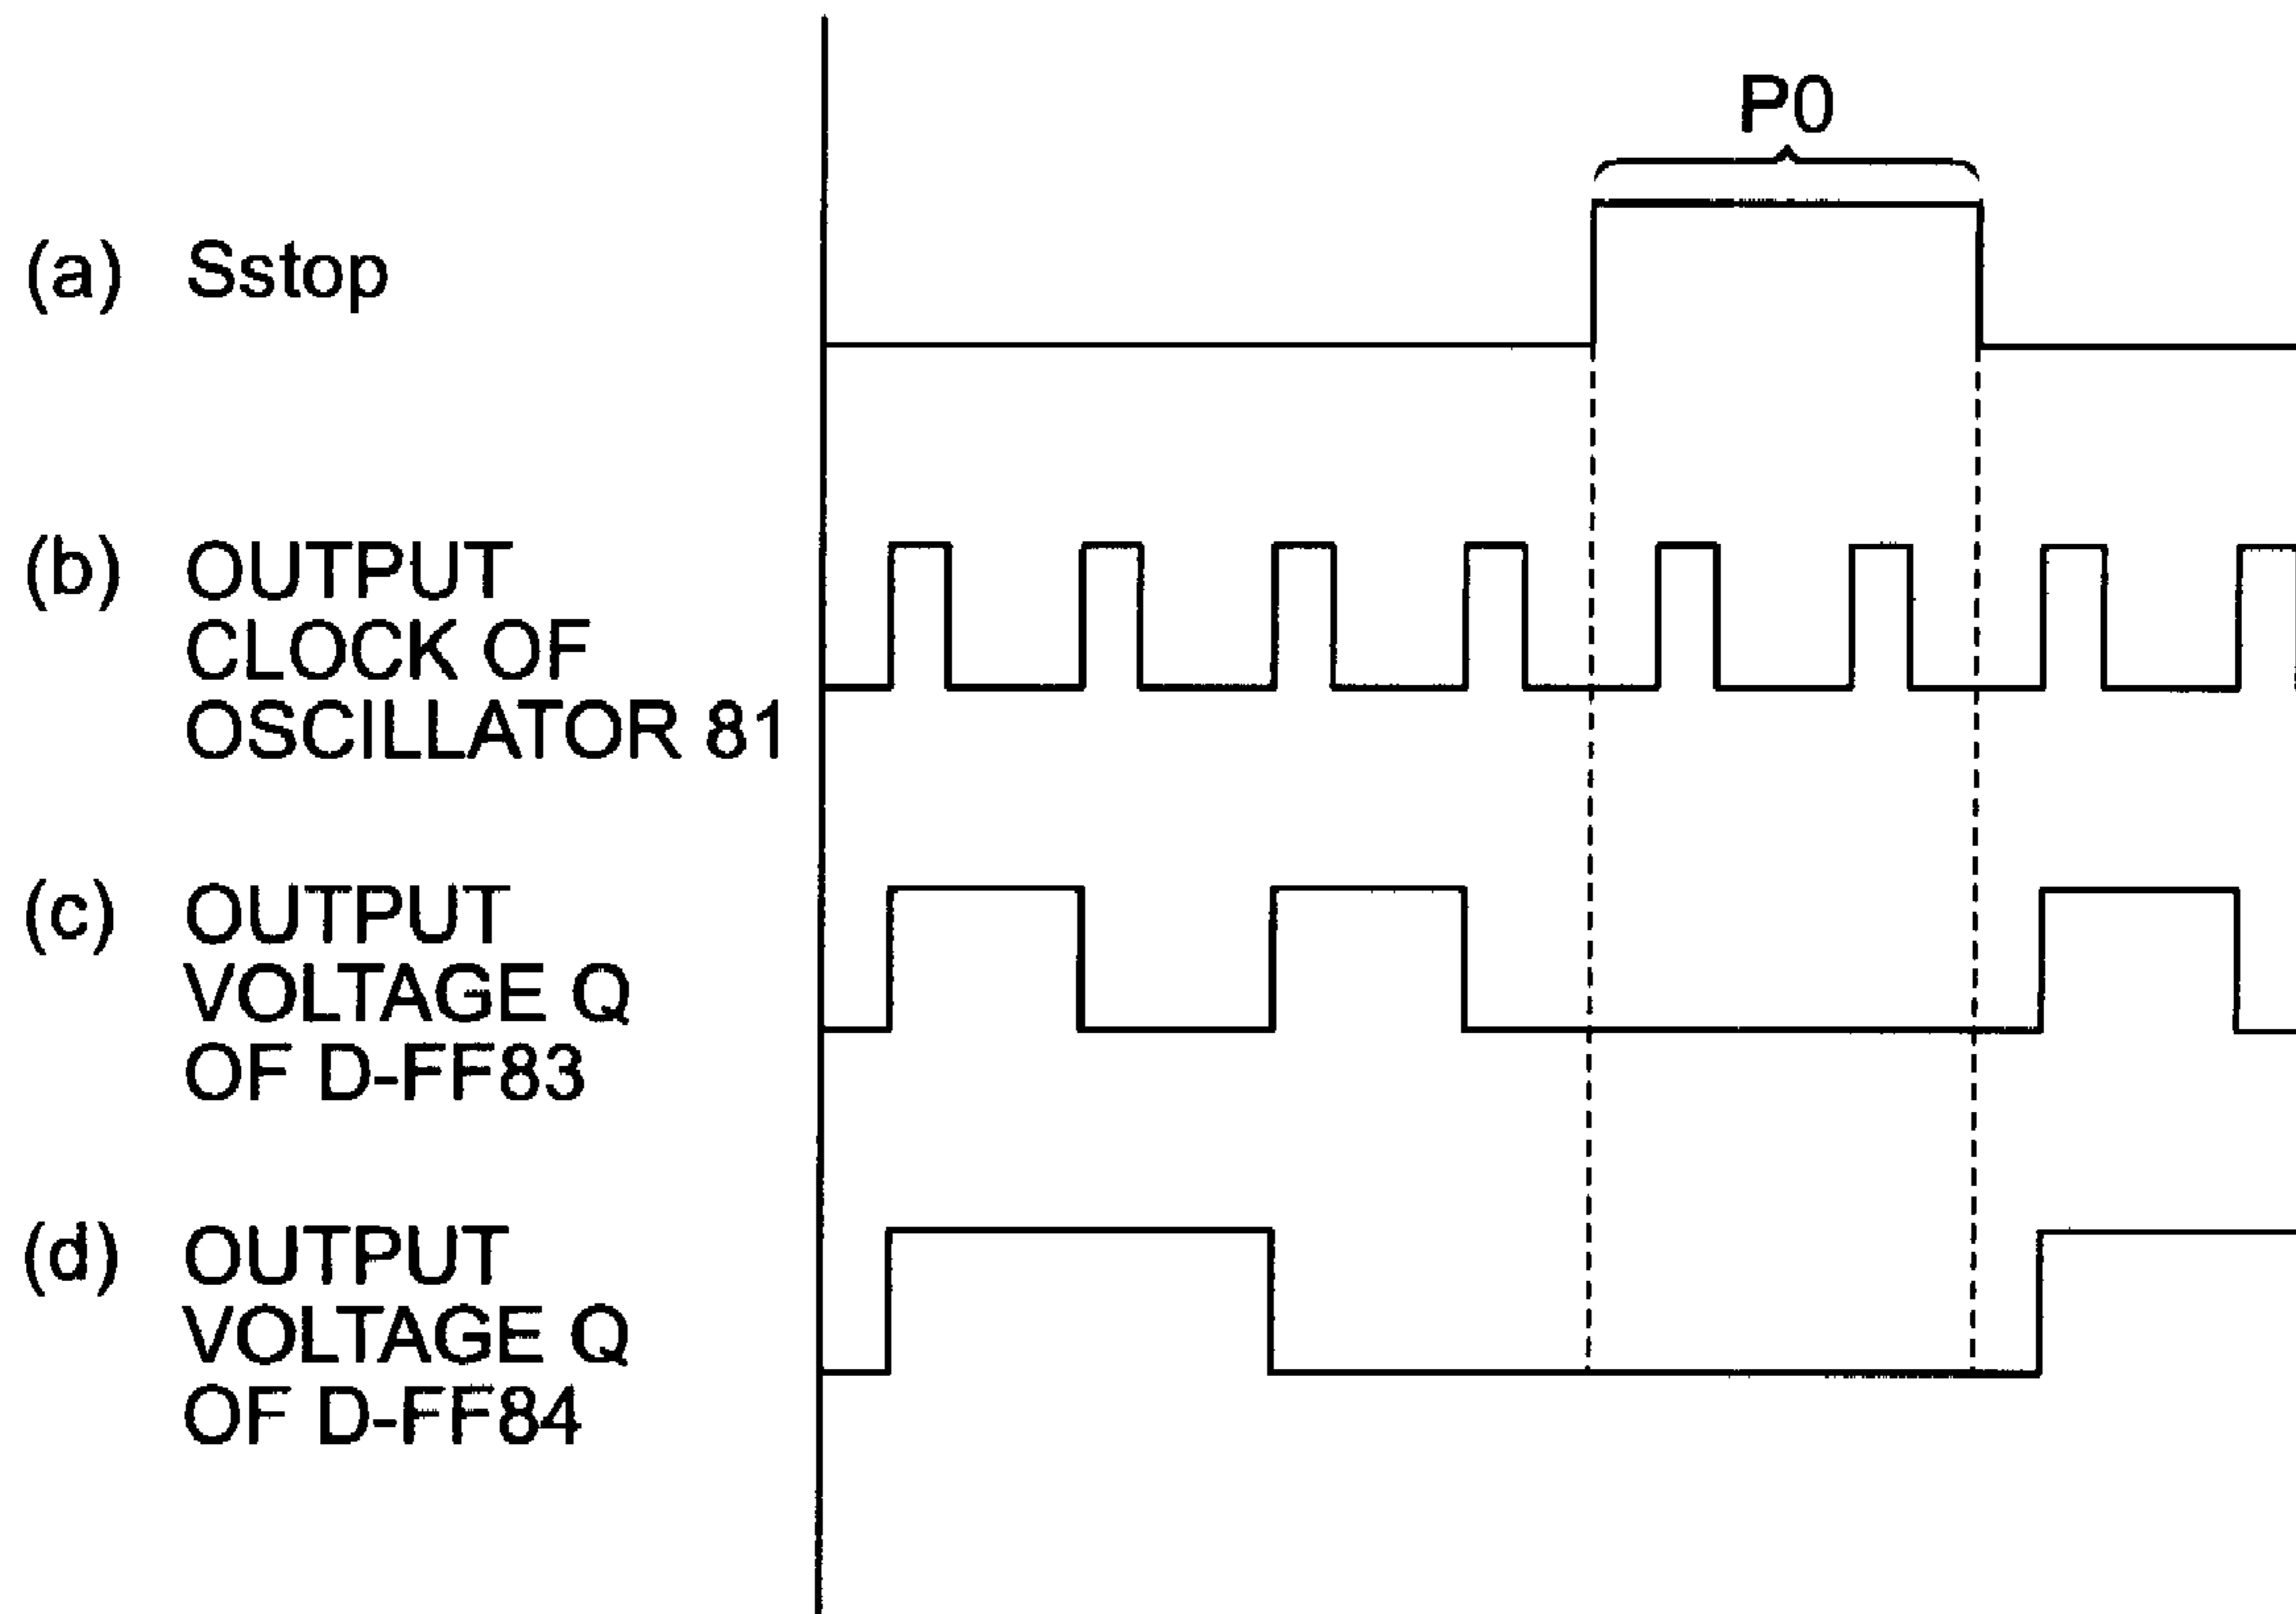 P0
(a) Sstop
(b) OUTPUT
CLOCK OF
OSCILLATOR 81
(c) OUTPUT
VOLTAGE Q
OF D-FF83
(d) OUTPUT
VOLTAGE Q
OF D-FF84